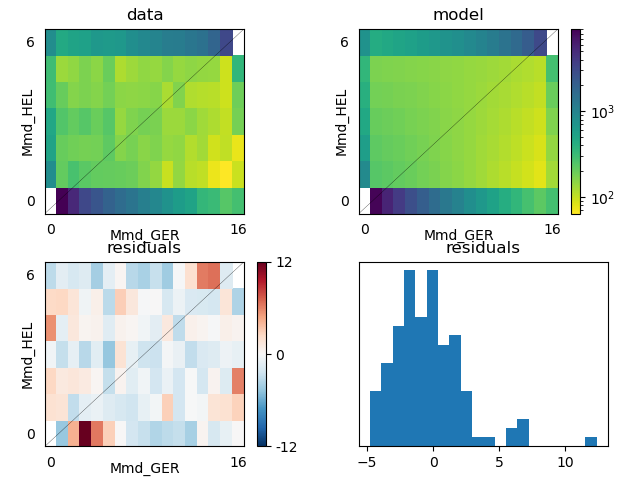 data
model
6
Mmd_HEL
0
0
Mmd_GER
16
6
Mmd_HEL
0
0
Mmd_GER
16
10³
10²
residuals
residuals
6
Mmd_HEL
0
0
Mmd_GER
16
12
0
-12
−5
0
5
10